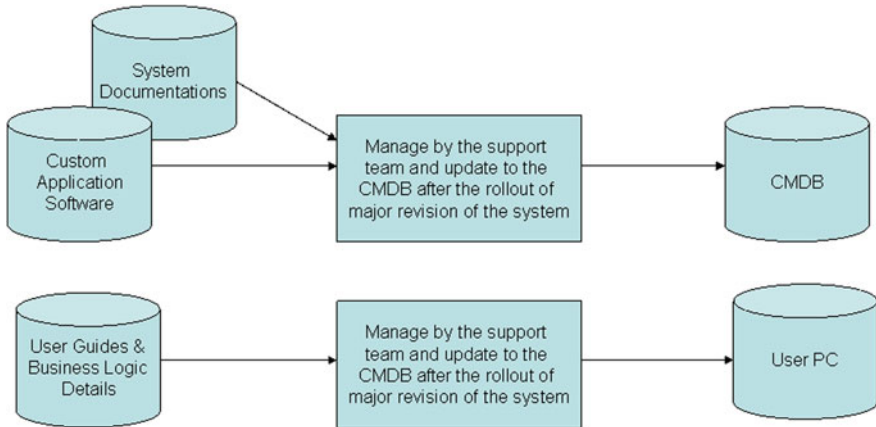 System
Documentations
Custom
Application
Software
Manage by the support
team and update to the
CMDB after the rollout of
major revision of the system
CMDB
User Guides &
Business Logic
Details
Manage by the support
team and update to the
CMDB after the rollout of
major revision of the system
User PC